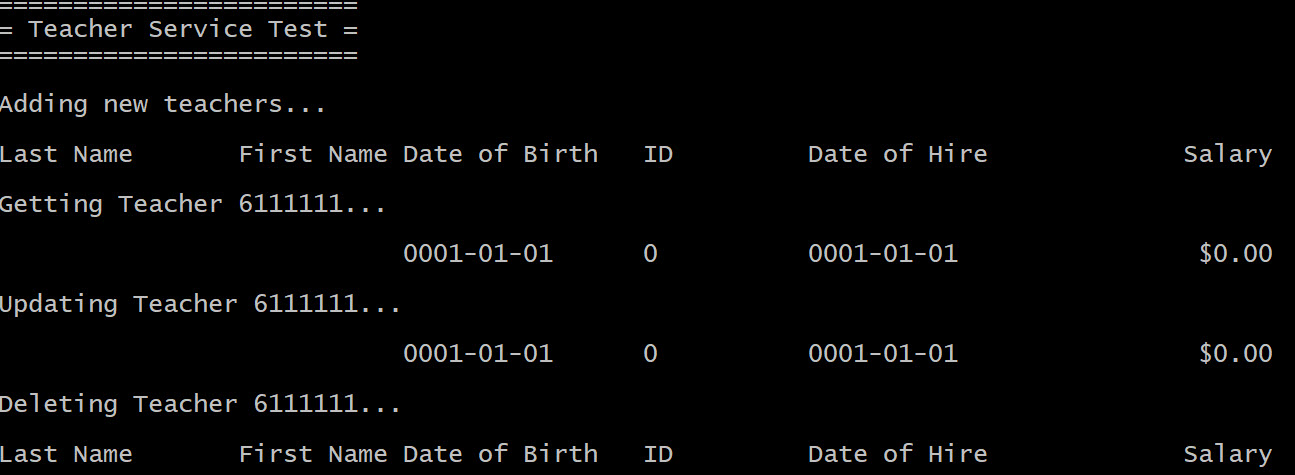 ========================
= Teacher Service Test =
========================
Adding new teachers...
Last Name       First Name Date of Birth   ID         Date of Hire             Salary
Getting Teacher 6111111...
                           0001-01-01      0          0001-01-01                $0.00
Updating Teacher 6111111...
                           0001-01-01      0          0001-01-01                $0.00
Deleting Teacher 6111111...
Last Name       First Name Date of Birth   ID         Date of Hire             Salary